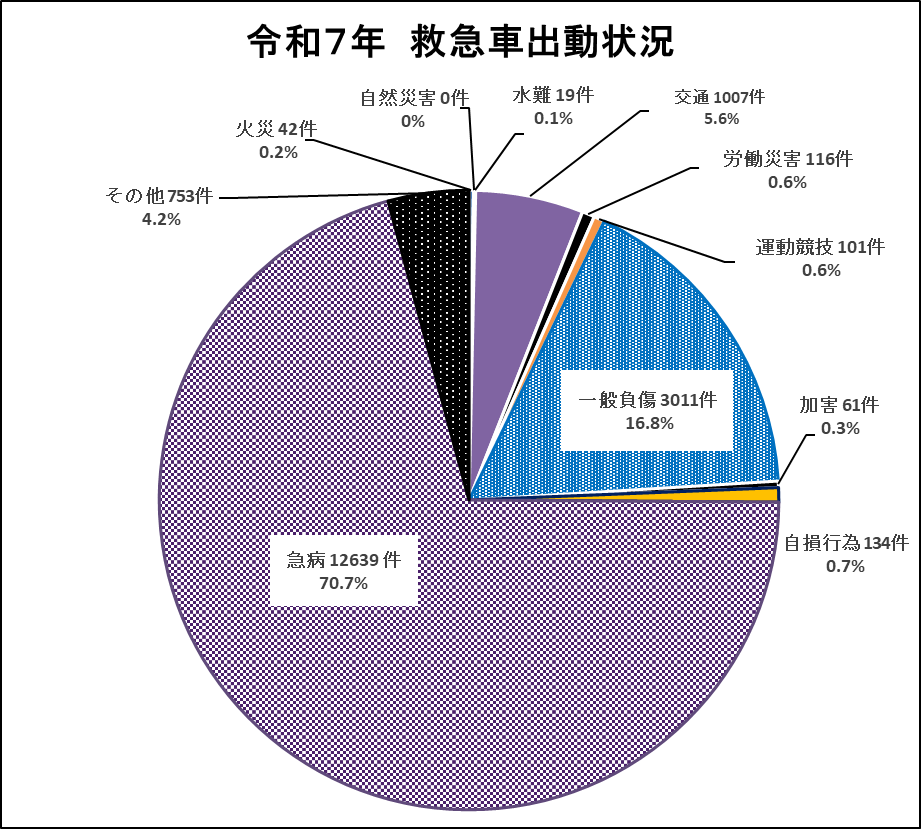 令和７年　救急車出動状況
自然災害 0件
0%
水難 19件
0.1%
交通 1007件
5.6%
火災 42件
0.2%
労働災害 116件
0.6%
その他 753件
4.2%
運動競技 101件
0.6%
一般負傷 3011件
16.8%
加害 61件
0.3%
自損行為 134件
0.7%
急病 12639 件
70.7%